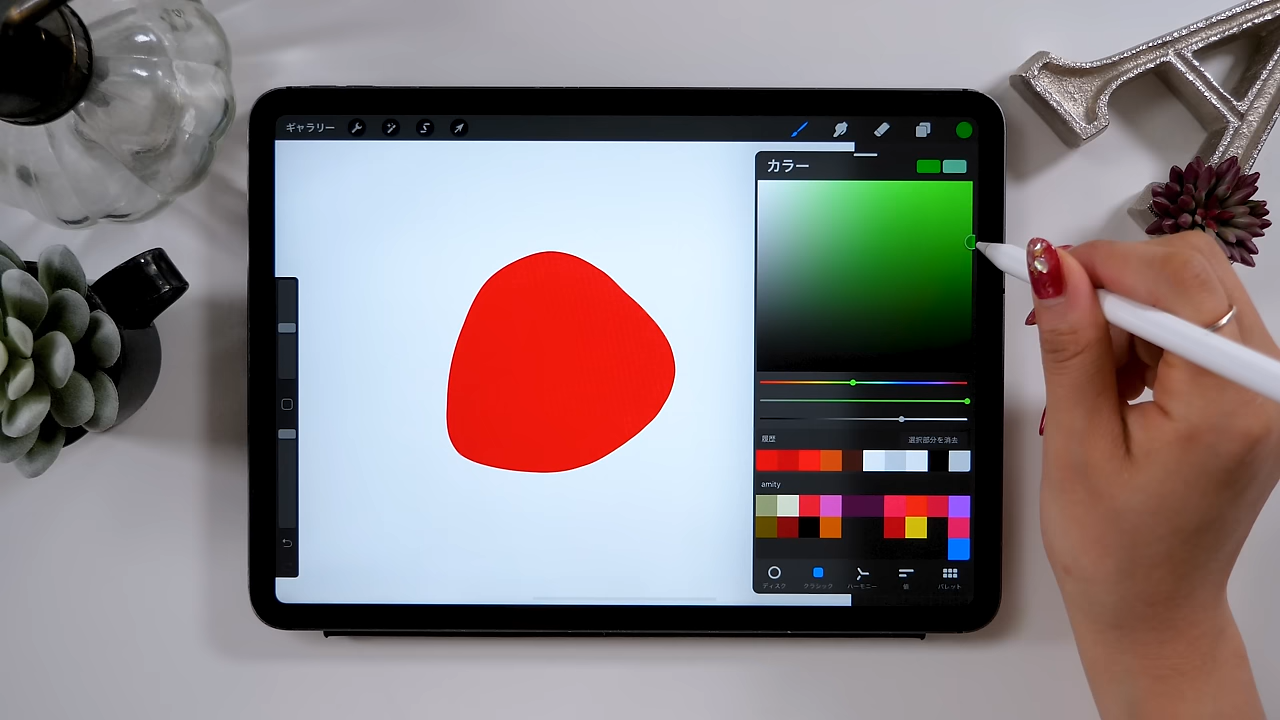 ギャラリー
カラー
履歴
選択部分を消去
amity
ディスク
クラシック
ハーモニー
値
パレット
A